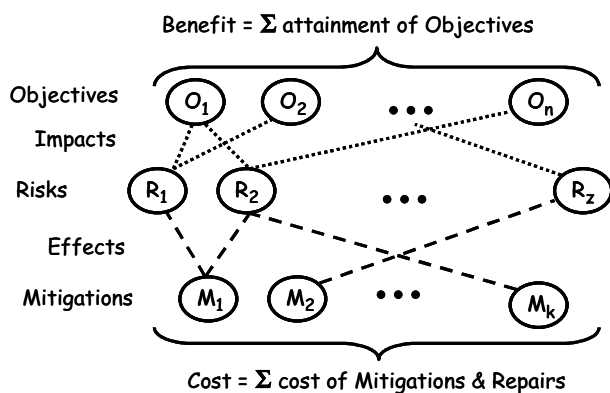 Benefit = Σ attainment of Objectives
Objectives O₁ O₂ ••• Oₙ
Impacts
Risks R₁ R₂ ••• R_z
Effects
Mitigations M₁ M₂ ••• Mₖ
Cost = Σ cost of Mitigations & Repairs